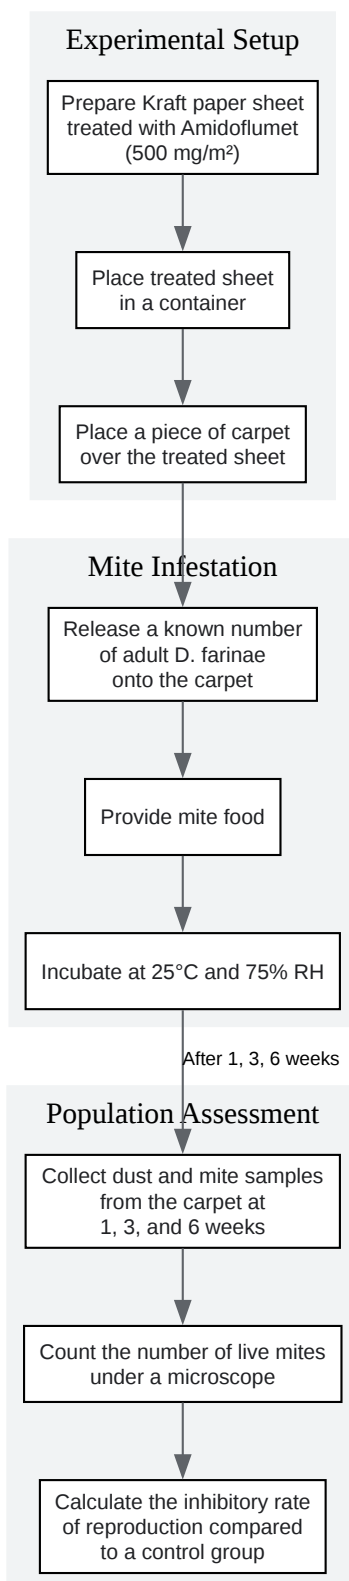 Experimental Setup
Prepare Kraft paper sheet
treated with Amidoflumet
(500 mg/m²)
Place treated sheet
in a container
Place a piece of carpet
over the treated sheet
Mite Infestation
Release a known number
of adult D. farinae
onto the carpet
Provide mite food
Incubate at 25°C and 75% RH
After 1, 3, 6 weeks
Population Assessment
Collect dust and mite samples
from the carpet at
1, 3, and 6 weeks
Count the number of live mites
under a microscope
Calculate the inhibitory rate
of reproduction compared
to a control group